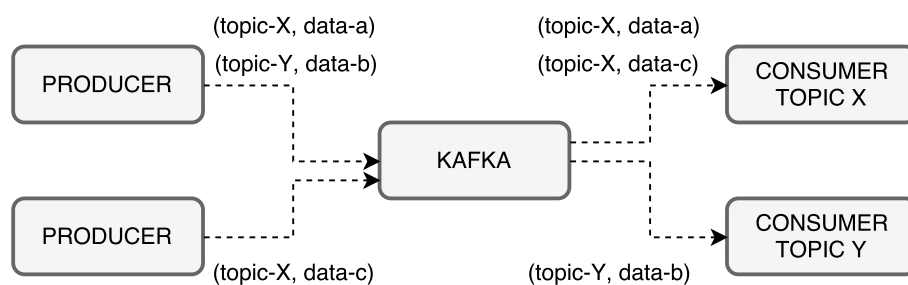 (topic-X, data-a)
(topic-Y, data-b)
PRODUCER
PRODUCER
(topic-X, data-c)
KAFKA
(topic-X, data-a)
(topic-X, data-c)
CONSUMER
TOPIC X
CONSUMER
TOPIC Y
(topic-Y, data-b)